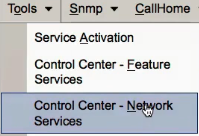 Tools Snmp CallHome
Service Activation
Control Center - Feature
Services
Control Center - Network
Services